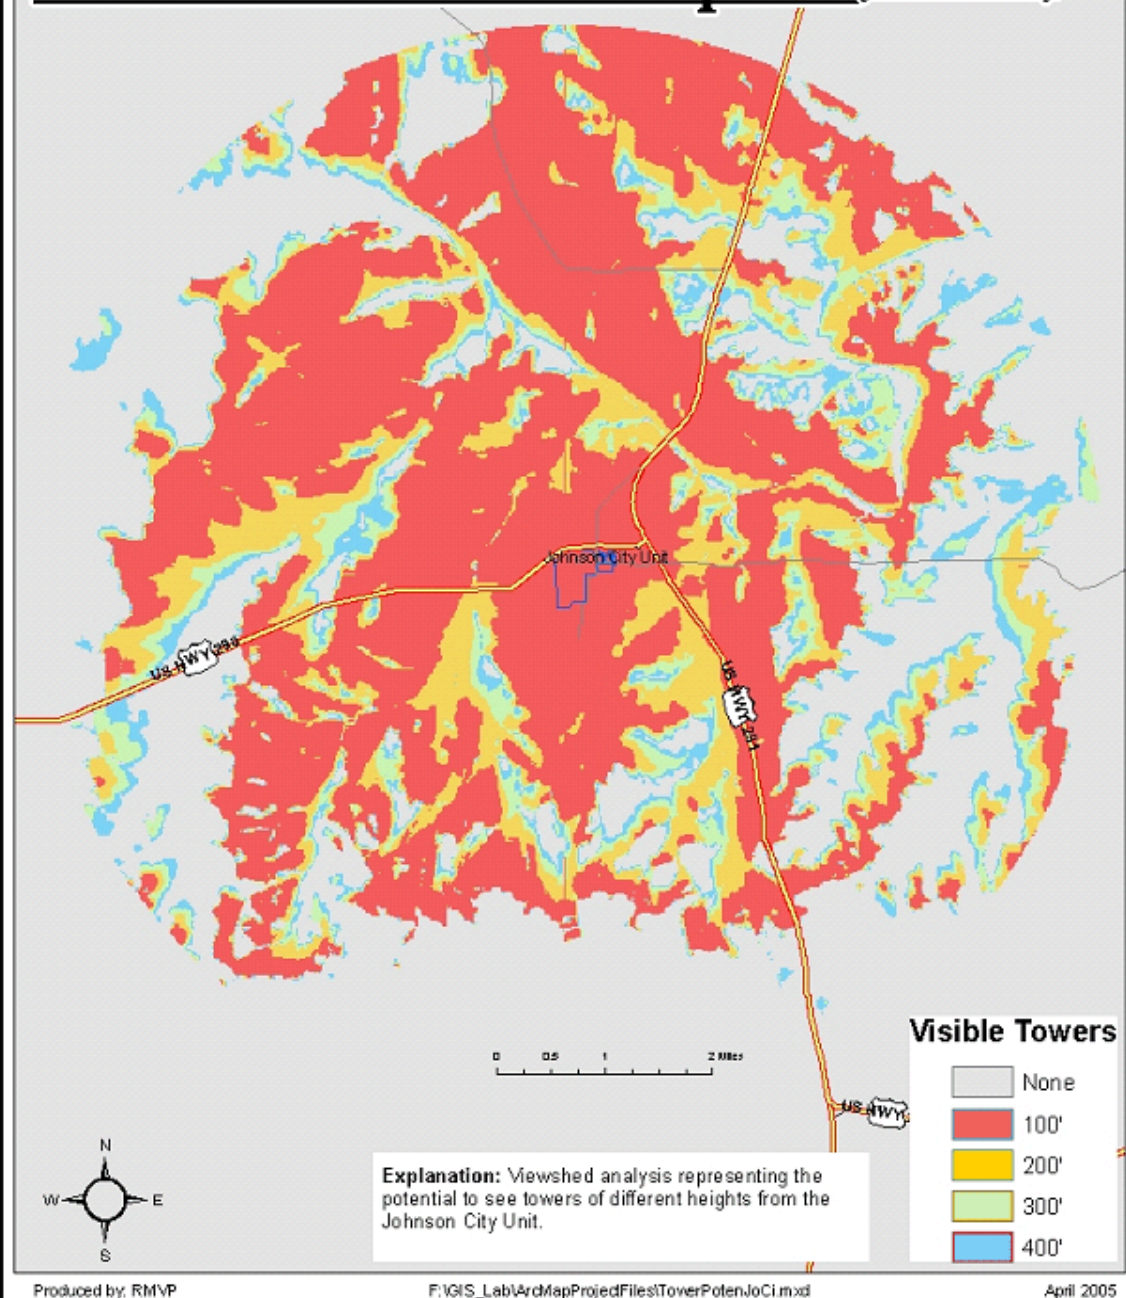 Johnson City Unit
US HWY 290
US HWY 281
US HWY
0 0.5 1 2 Miles
Visible Towers
None
100'
200'
300'
400'
N
W E
S
Explanation: Viewshed analysis representing the
potential to see towers of different heights from the
Johnson City Unit.
Produced by: RMVP F:\GIS_Lab\ArcMapProjectFiles\TowerPotenJoCi.mxd April 2005